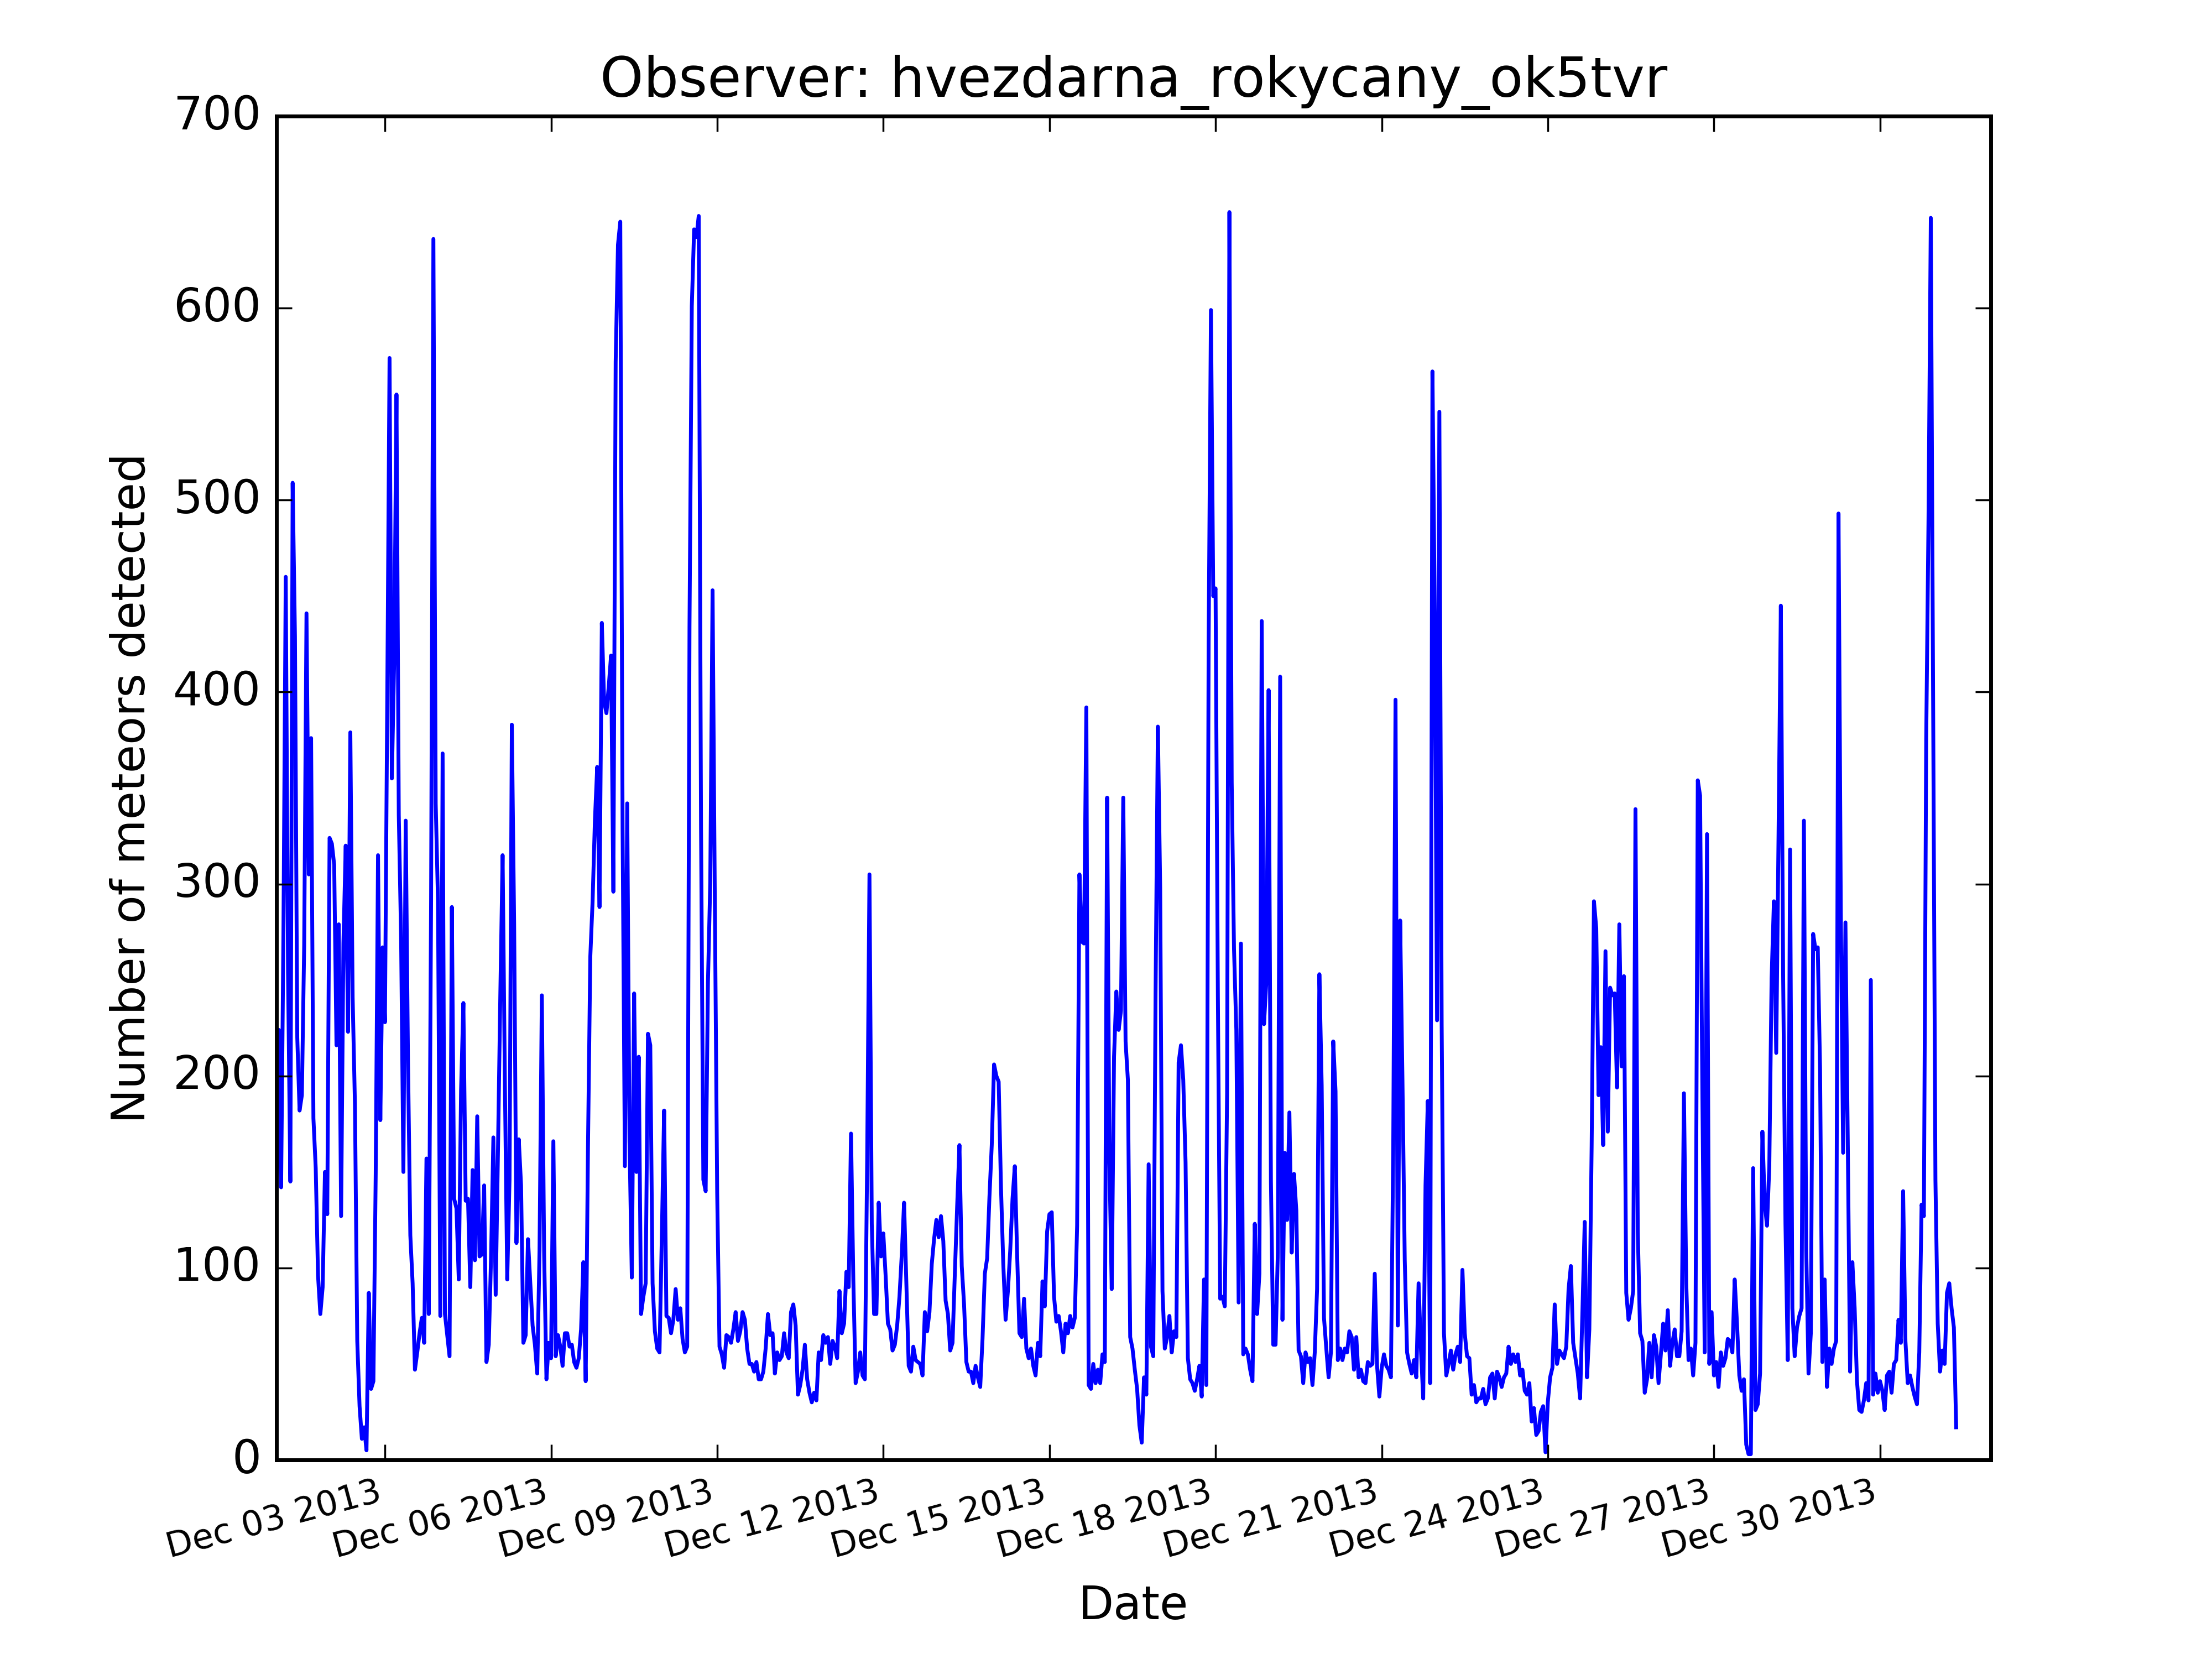 Observer: hvezdarna_rokycany_ok5tvr
700
600
500
400
300
200
100
0
Number of meteors detected
Dec 03 2013
Dec 06 2013
Dec 09 2013
Dec 12 2013
Dec 15 2013
Dec 18 2013
Dec 21 2013
Dec 24 2013
Dec 27 2013
Dec 30 2013
Date